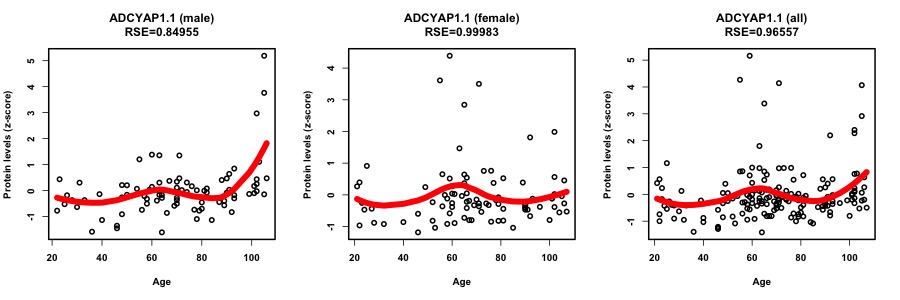 ADCYAP1.1 (male)
RSE=0.84955
Protein levels (z-score)
5
4
3
2
1
0
-1
20 40 60 80 100
Age
ADCYAP1.1 (female)
RSE=0.99983
Protein levels (z-score)
4
3
2
1
0
-1
20 40 60 80 100
Age
ADCYAP1.1 (all)
RSE=0.96557
Protein levels (z-score)
5
4
3
2
1
0
-1
20 40 60 80 100
Age